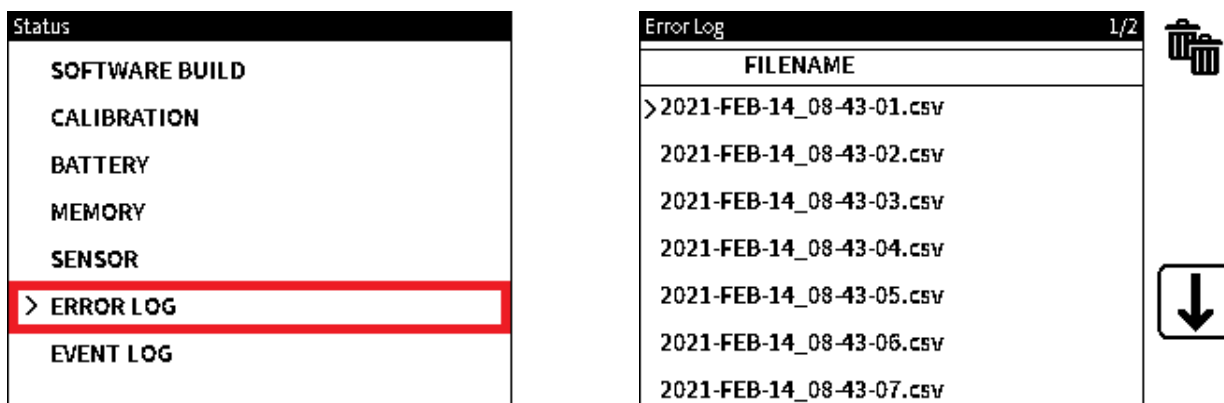 Status
SOFTWARE BUILD
CALIBRATION
BATTERY
MEMORY
SENSOR
> ERROR LOG
EVENT LOG
Error Log 1/2
FILENAME
>2021-FEB-14_08-43-01.csv
2021-FEB-14_08-43-02.csv
2021-FEB-14_08-43-03.csv
2021-FEB-14_08-43-04.csv
2021-FEB-14_08-43-05.csv
2021-FEB-14_08-43-06.csv
2021-FEB-14_08-43-07.csv